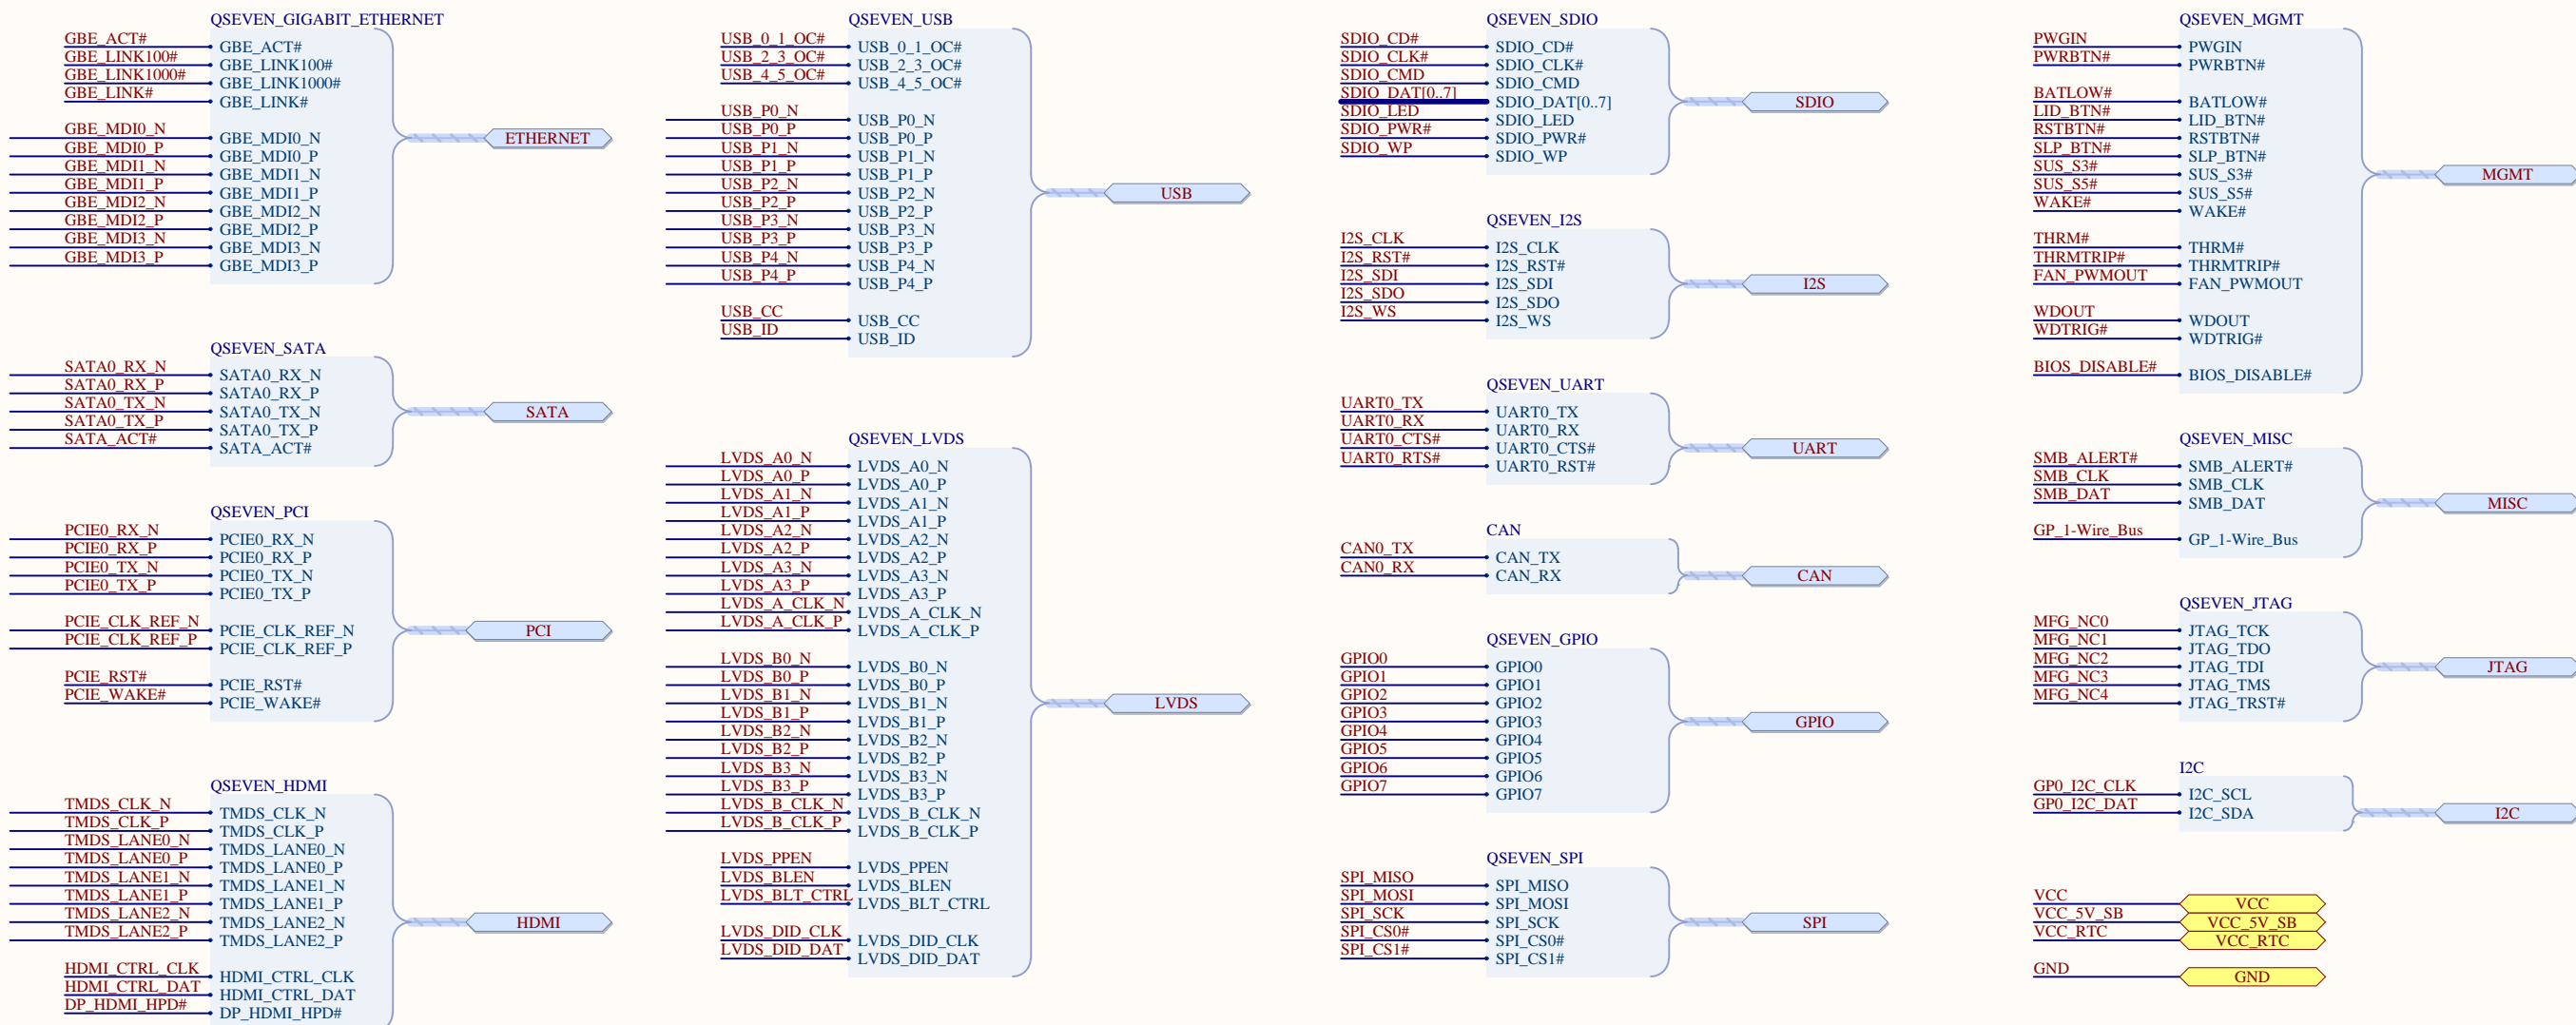 QSEVEN_GIGABIT_ETHERNET
GBE_ACT# GBE_ACT#
GBE_LINK100# GBE_LINK100#
GBE_LINK1000# GBE_LINK1000#
GBE_LINK# GBE_LINK#
GBE_MDI0_N GBE_MDI0_N
GBE_MDI0_P GBE_MDI0_P
GBE_MDI1_N GBE_MDI1_N
GBE_MDI1_P GBE_MDI1_P
GBE_MDI2_N GBE_MDI2_N
GBE_MDI2_P GBE_MDI2_P
GBE_MDI3_N GBE_MDI3_N
GBE_MDI3_P GBE_MDI3_P
ETHERNET
QSEVEN_SATA
SATA0_RX_N SATA0_RX_N
SATA0_RX_P SATA0_RX_P
SATA0_TX_N SATA0_TX_N
SATA0_TX_P SATA0_TX_P
SATA_ACT# SATA_ACT#
SATA
QSEVEN_PCI
PCIE0_RX_N PCIE0_RX_N
PCIE0_RX_P PCIE0_RX_P
PCIE0_TX_N PCIE0_TX_N
PCIE0_TX_P PCIE0_TX_P
PCIE_CLK_REF_N PCIE_CLK_REF_N
PCIE_CLK_REF_P PCIE_CLK_REF_P
PCIE_RST# PCIE_RST#
PCIE_WAKE# PCIE_WAKE#
PCI
QSEVEN_HDMI
TMDS_CLK_N TMDS_CLK_N
TMDS_CLK_P TMDS_CLK_P
TMDS_LANE0_N TMDS_LANE0_N
TMDS_LANE0_P TMDS_LANE0_P
TMDS_LANE1_N TMDS_LANE1_N
TMDS_LANE1_P TMDS_LANE1_P
TMDS_LANE2_N TMDS_LANE2_N
TMDS_LANE2_P TMDS_LANE2_P
HDMI_CTRL_CLK HDMI_CTRL_CLK
HDMI_CTRL_DAT HDMI_CTRL_DAT
DP_HDMI_HPD# DP_HDMI_HPD#
HDMI
QSEVEN_USB
USB_0_1_OC# USB_0_1_OC#
USB_2_3_OC# USB_2_3_OC#
USB_4_5_OC# USB_4_5_OC#
USB_P0_N USB_P0_N
USB_P0_P USB_P0_P
USB_P1_N USB_P1_N
USB_P1_P USB_P1_P
USB_P2_N USB_P2_N
USB_P2_P USB_P2_P
USB_P3_N USB_P3_N
USB_P3_P USB_P3_P
USB_P4_N USB_P4_N
USB_P4_P USB_P4_P
USB_CC USB_CC
USB_ID USB_ID
USB
QSEVEN_LVDS
LVDS_A0_N LVDS_A0_N
LVDS_A0_P LVDS_A0_P
LVDS_A1_N LVDS_A1_N
LVDS_A1_P LVDS_A1_P
LVDS_A2_N LVDS_A2_N
LVDS_A2_P LVDS_A2_P
LVDS_A3_N LVDS_A3_N
LVDS_A3_P LVDS_A3_P
LVDS_A_CLK_N LVDS_A_CLK_N
LVDS_A_CLK_P LVDS_A_CLK_P
LVDS_B0_N LVDS_B0_N
LVDS_B0_P LVDS_B0_P
LVDS_B1_N LVDS_B1_N
LVDS_B1_P LVDS_B1_P
LVDS_B2_N LVDS_B2_N
LVDS_B2_P LVDS_B2_P
LVDS_B3_N LVDS_B3_N
LVDS_B3_P LVDS_B3_P
LVDS_B_CLK_N LVDS_B_CLK_N
LVDS_B_CLK_P LVDS_B_CLK_P
LVDS_PPEN LVDS_PPEN
LVDS_BLEN LVDS_BLEN
LVDS_BLT_CTRL LVDS_BLT_CTRL
LVDS_DID_CLK LVDS_DID_CLK
LVDS_DID_DAT LVDS_DID_DAT
LVDS
QSEVEN_SDIO
SDIO_CD# SDIO_CD#
SDIO_CLK# SDIO_CLK#
SDIO_CMD SDIO_CMD
SDIO_DAT[0..7] SDIO_DAT[0..7]
SDIO_LED SDIO_LED
SDIO_PWR# SDIO_PWR#
SDIO_WP SDIO_WP
SDIO
QSEVEN_I2S
I2S_CLK I2S_CLK
I2S_RST# I2S_RST#
I2S_SDI I2S_SDI
I2S_SDO I2S_SDO
I2S_WS I2S_WS
I2S
QSEVEN_UART
UART0_TX UART0_TX
UART0_RX UART0_RX
UART0_CTS# UART0_CTS#
UART0_RTS# UART0_RST#
UART
CAN
CAN0_TX CAN_TX
CAN0_RX CAN_RX
CAN
QSEVEN_GPIO
GPIO0 GPIO0
GPIO1 GPIO1
GPIO2 GPIO2
GPIO3 GPIO3
GPIO4 GPIO4
GPIO5 GPIO5
GPIO6 GPIO6
GPIO7 GPIO7
GPIO
QSEVEN_SPI
SPI_MISO SPI_MISO
SPI_MOSI SPI_MOSI
SPI_SCK SPI_SCK
SPI_CS0# SPI_CS0#
SPI_CS1# SPI_CS1#
SPI
QSEVEN_MGMT
PWGIN PWGIN
PWRBTN# PWRBTN#
BATLOW# BATLOW#
LID_BTN# LID_BTN#
RSTBTN# RSTBTN#
SLP_BTN# SLP_BTN#
SUS_S3# SUS_S3#
SUS_S5# SUS_S5#
WAKE# WAKE#
THRM# THRM#
THRMTRIP# THRMTRIP#
FAN_PWMOUT FAN_PWMOUT
WDOUT WDOUT
WDTRIG# WDTRIG#
BIOS_DISABLE# BIOS_DISABLE#
MGMT
QSEVEN_MISC
SMB_ALERT# SMB_ALERT#
SMB_CLK SMB_CLK
SMB_DAT SMB_DAT
GP_1-Wire_Bus GP_1-Wire_Bus
MISC
QSEVEN_JTAG
MFG_NC0 JTAG_TCK
MFG_NC1 JTAG_TDO
MFG_NC2 JTAG_TDI
MFG_NC3 JTAG_TMS
MFG_NC4 JTAG_TRST#
JTAG
I2C
GP0_I2C_CLK I2C_SCL
GP0_I2C_DAT I2C_SDA
I2C
VCC VCC
VCC_5V_SB VCC_5V_SB
VCC_RTC VCC_RTC
GND GND